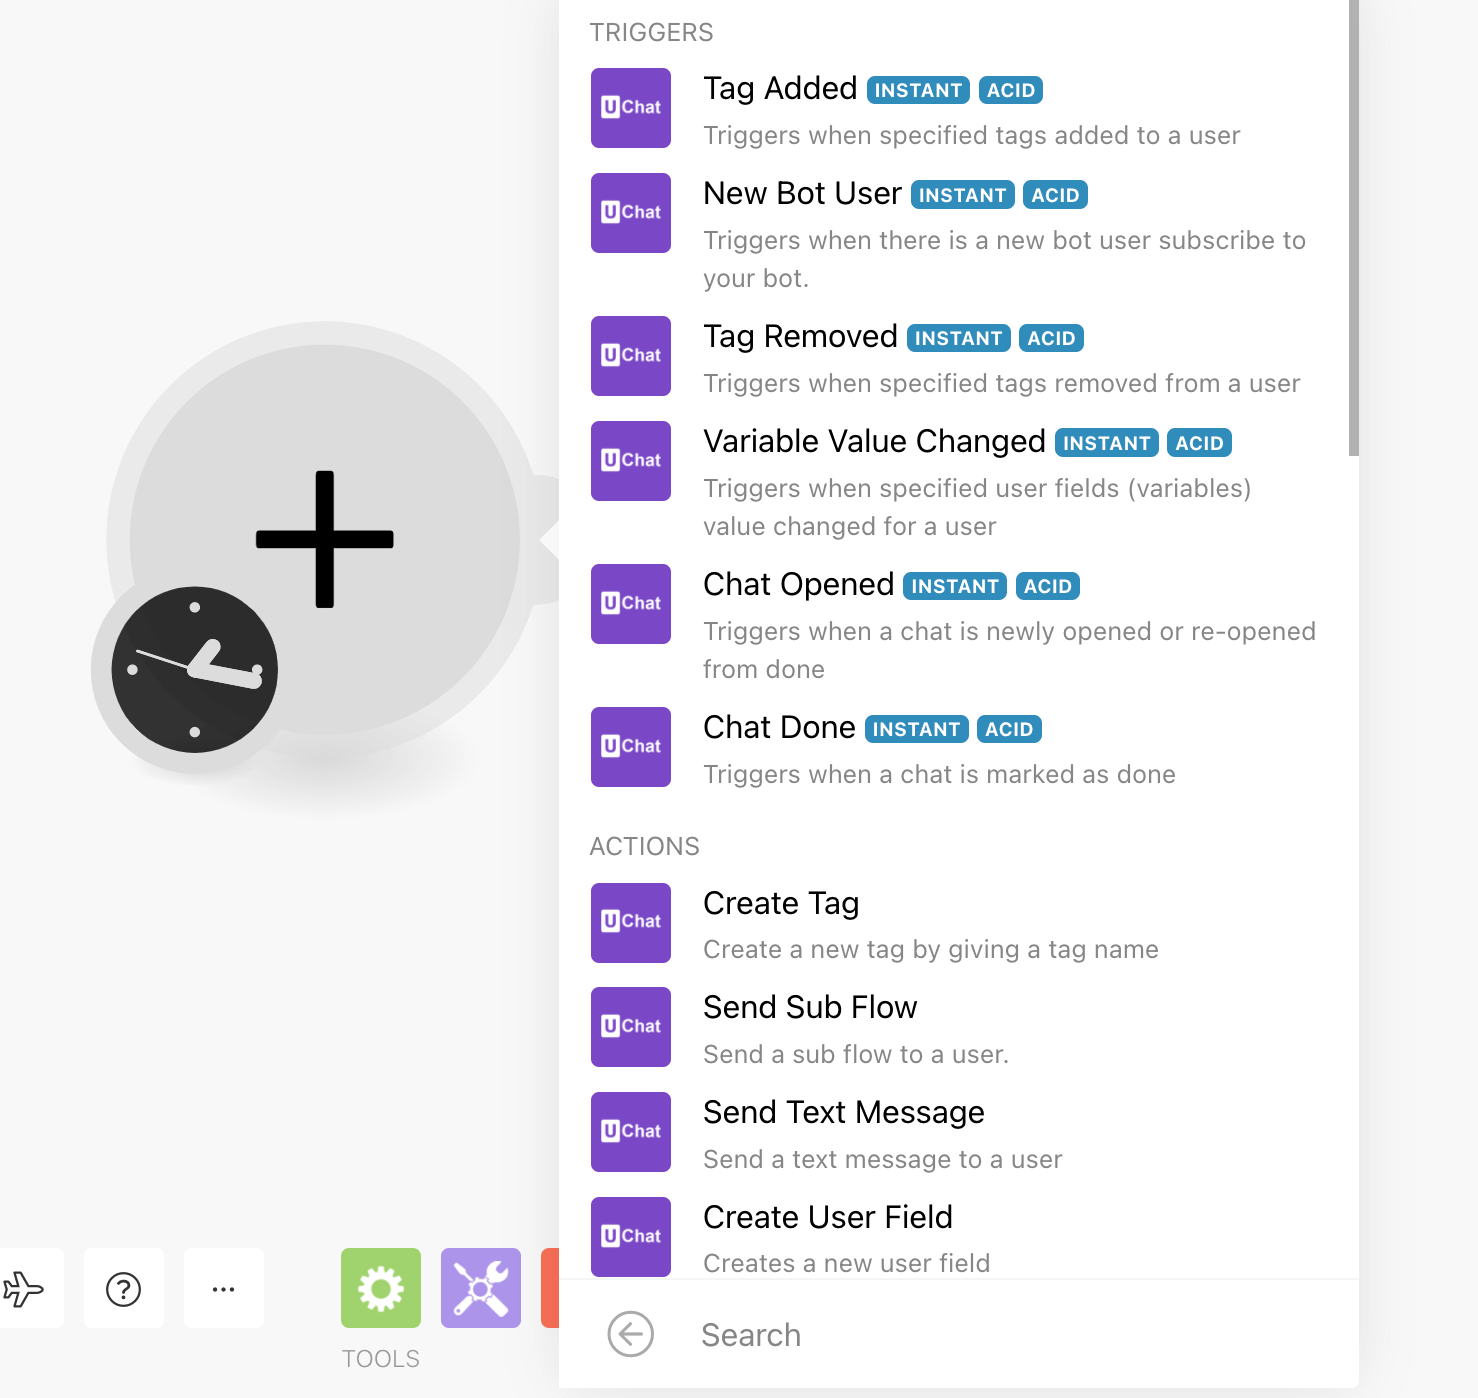 TRIGGERS
UChat
Tag Added INSTANT ACID
Triggers when specified tags added to a user
UChat
New Bot User INSTANT ACID
Triggers when there is a new bot user subscribe to
your bot.
UChat
Tag Removed INSTANT ACID
Triggers when specified tags removed from a user
UChat
Variable Value Changed INSTANT ACID
Triggers when specified user fields (variables)
value changed for a user
UChat
Chat Opened INSTANT ACID
Triggers when a chat is newly opened or re-opened
from done
UChat
Chat Done INSTANT ACID
Triggers when a chat is marked as done
ACTIONS
UChat
Create Tag
Create a new tag by giving a tag name
UChat
Send Sub Flow
Send a sub flow to a user.
UChat
Send Text Message
Send a text message to a user
UChat
Create User Field
Creates a new user field
Search
TOOLS